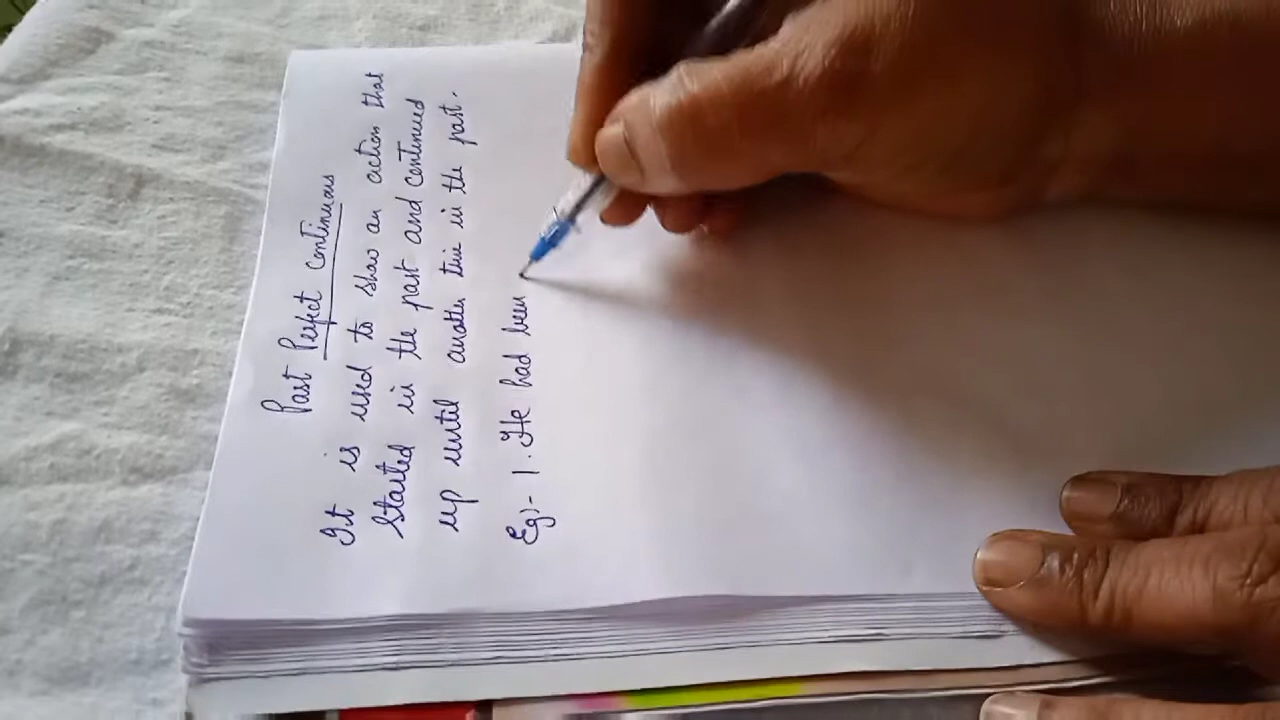 Past Perfect Continuous
It is used to show an action that
started in the past and continued
up until another time in the past.
Eg:- 1. He had been